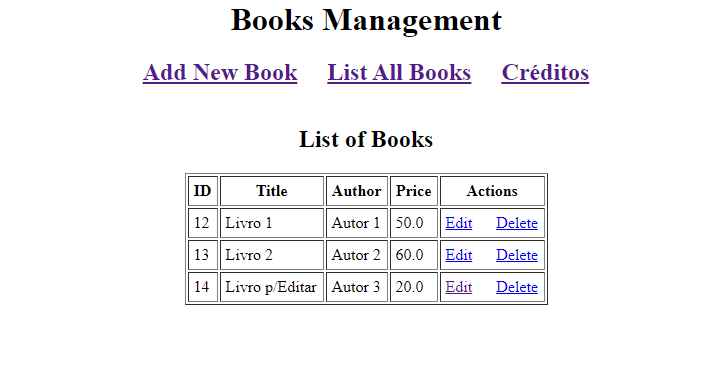 Books Management
Add New Book List All Books Créditos
List of Books
ID Title Author Price Actions
12 Livro 1 Autor 1 50.0 Edit Delete
13 Livro 2 Autor 2 60.0 Edit Delete
14 Livro p/Editar Autor 3 20.0 Edit Delete